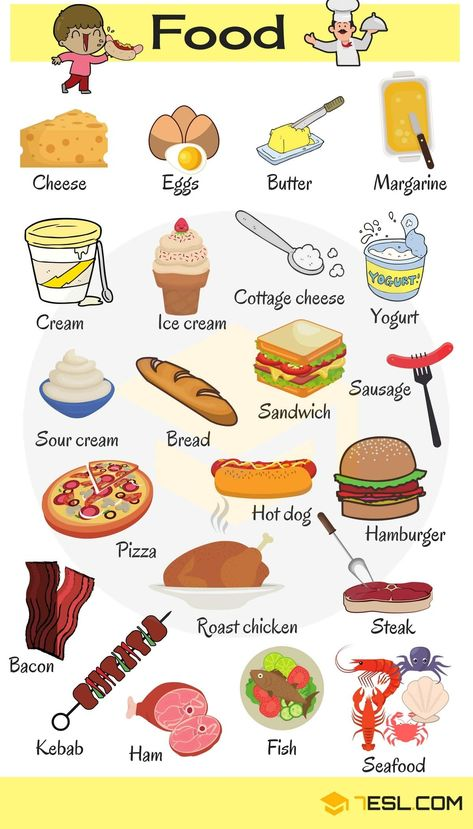 Food
Cheese
Eggs
Butter
Margarine
Cream
Ice cream
Cottage cheese
YOGURT!
Yogurt
Sour cream
Bread
Sandwich
Sausage
Pizza
Hot dog
Hamburger
Bacon
Roast chicken
Steak
Kebab
Ham
Fish
Seafood
7ESL.COM